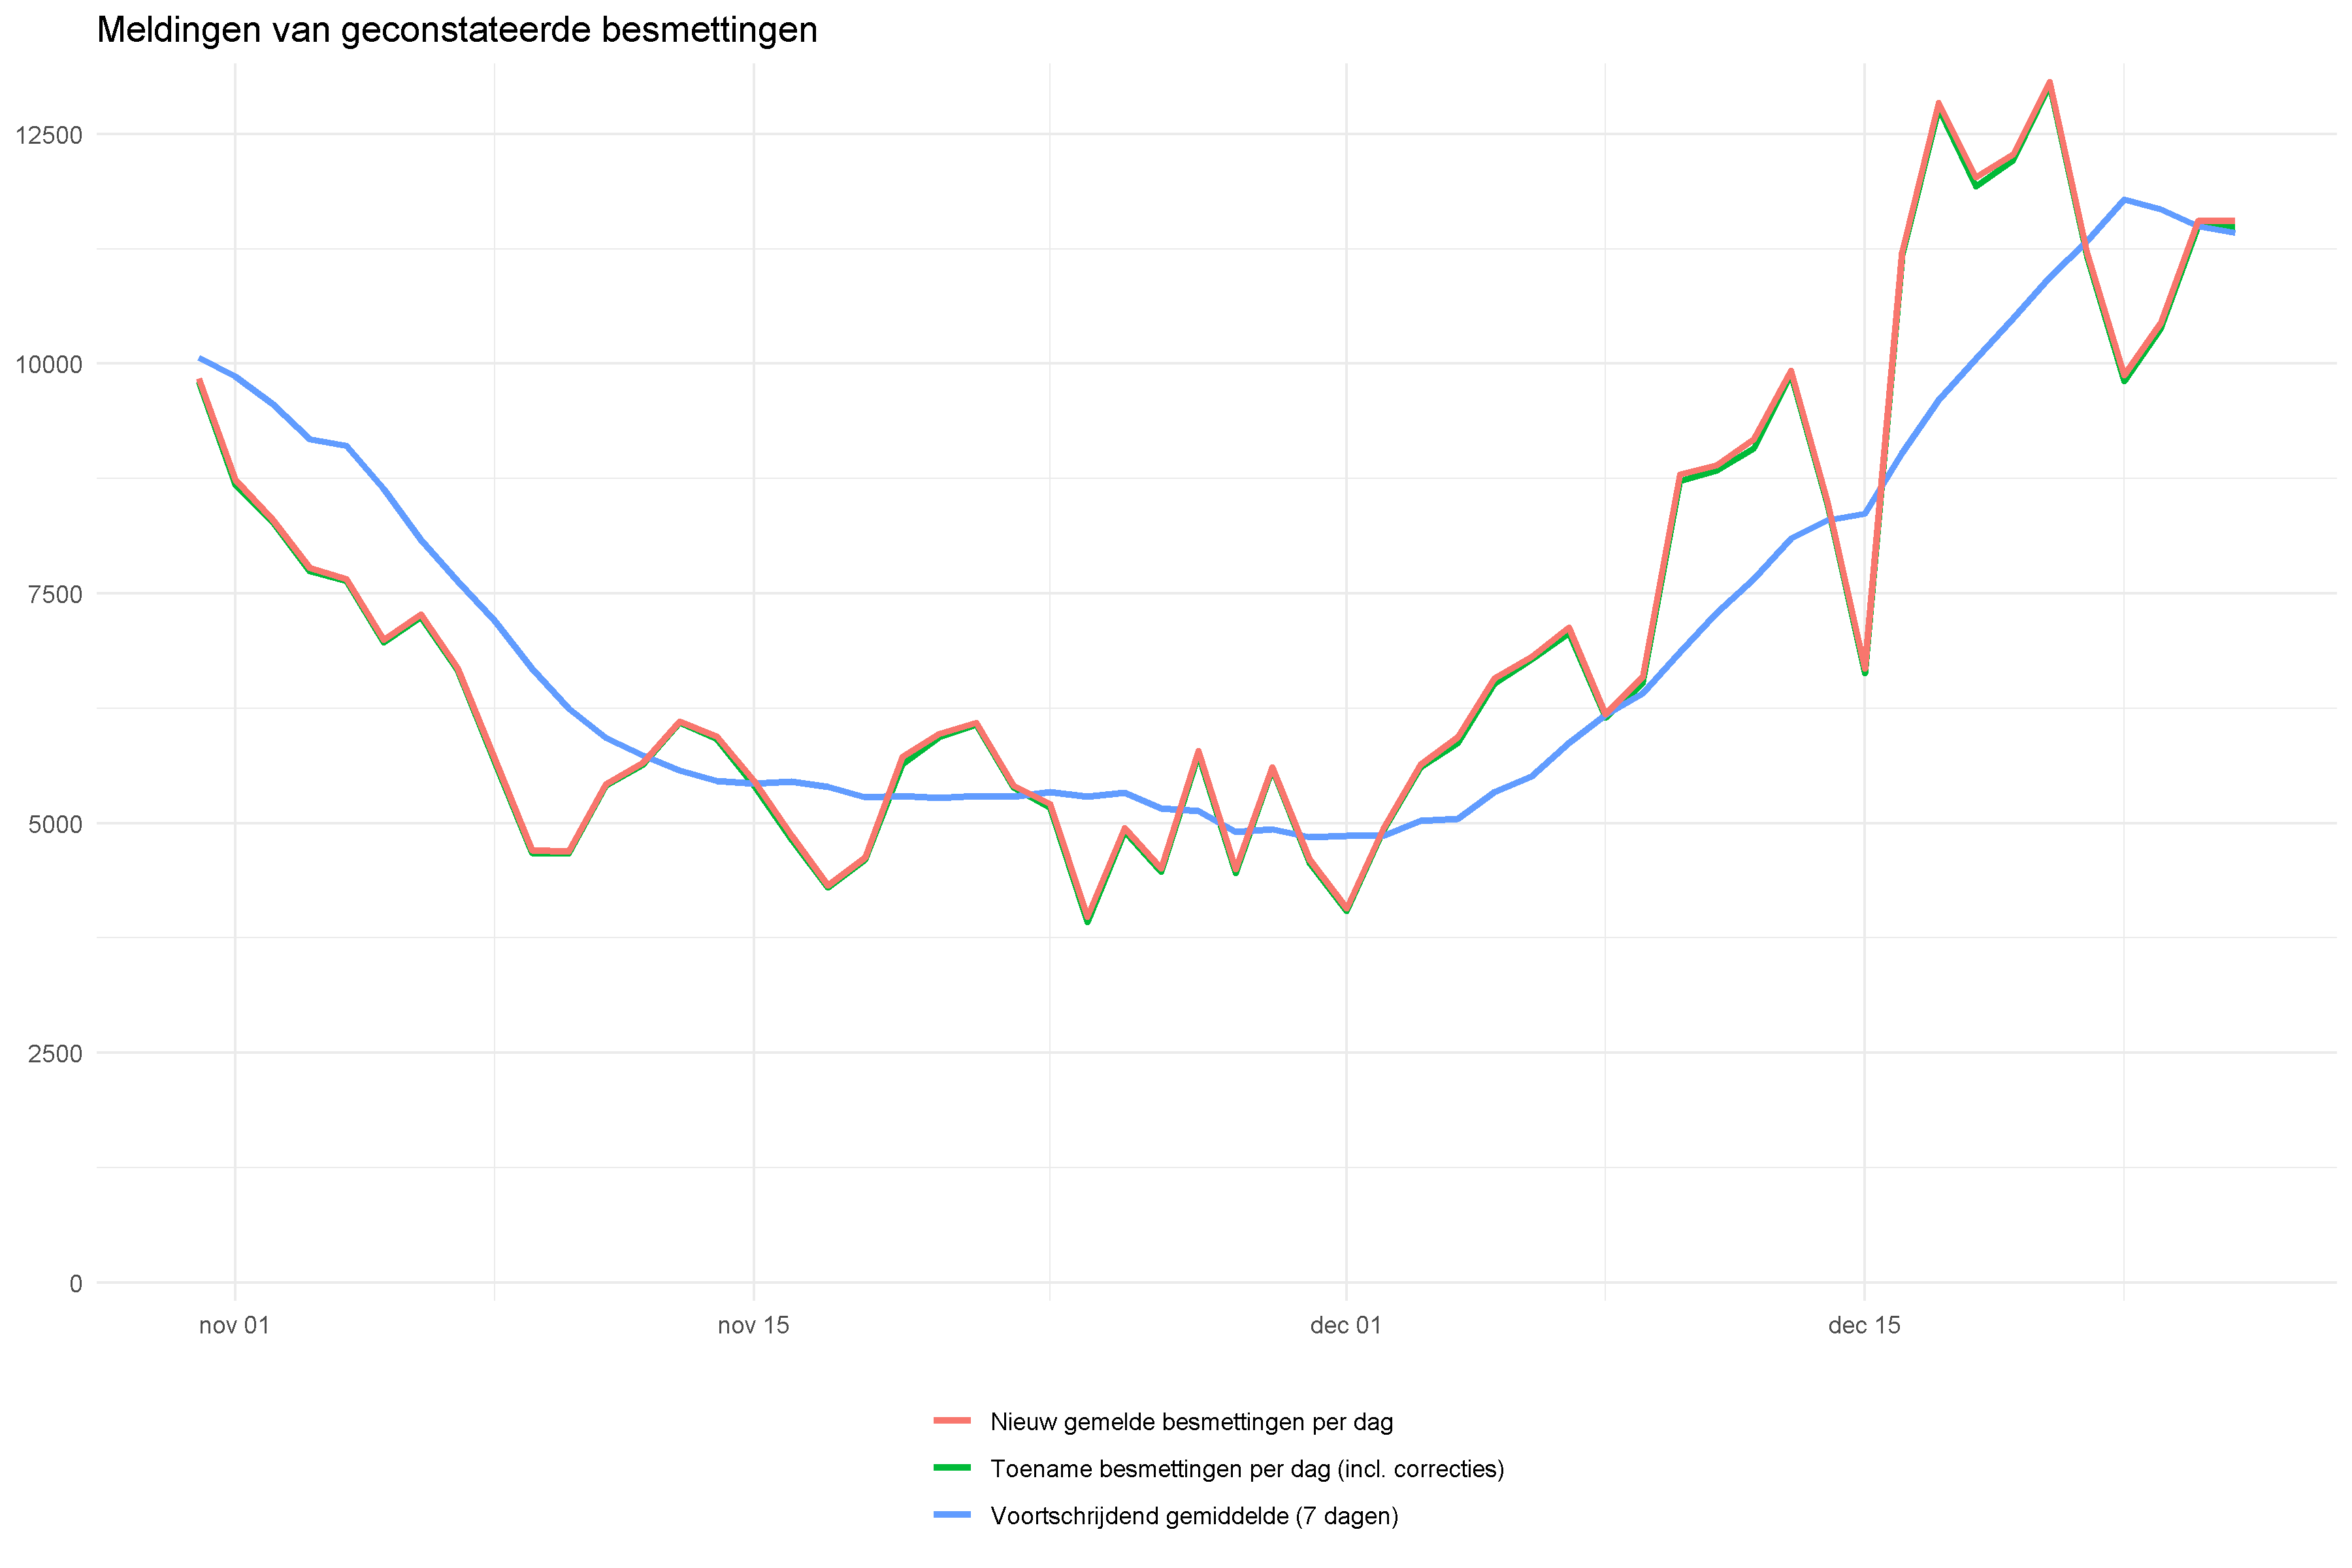 Meldingen van geconstateerde besmettingen
12500
10000
7500
5000
2500
0
nov 01
nov 15
dec 01
dec 15
Nieuw gemelde besmettingen per dag
Toename besmettingen per dag (incl. correcties)
Voortschrijdend gemiddelde (7 dagen)